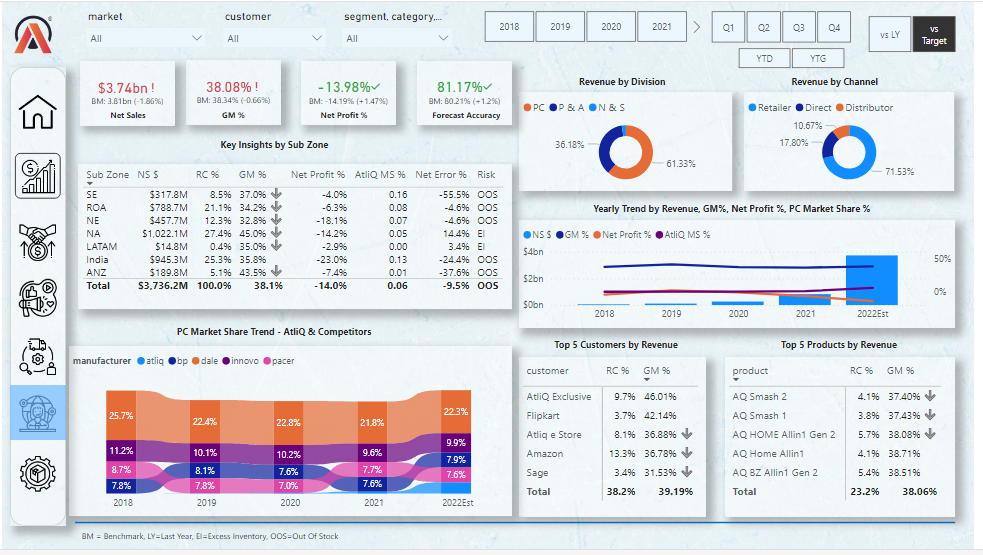 market
customer
segment, category,...
All
All
All
2018
2019
2020
2021
Q1
Q2
Q3
Q4
YTD
YTG
vs LY
vs Target
$3.74bn !
BM: 3.81bn (-1.86%)
Net Sales
38.08% !
BM: 38.34% (-0.66%)
GM %
-13.98%✓
BM: -14.19% (+1.47%)
Net Profit %
81.17%✓
BM: 80.21% (+1.2%)
Forecast Accuracy
Revenue by Division
PC P & A N & S
36.18%
61.33%
Revenue by Channel
Retailer Direct Distributor
10.67%
17.80%
71.53%
Key Insights by Sub Zone
Sub Zone NS $ RC % GM % Net Profit % AtliQ MS % Net Error % Risk
SE $317.8M 8.5% 37.0% -4.0% 0.16 -55.5% OOS
ROA $788.7M 21.1% 34.2% -6.3% 0.08 -4.6% OOS
NE $457.7M 12.3% 32.8% -18.1% 0.07 -4.6% OOS
NA $1,022.1M 27.4% 45.0% -14.2% 0.05 14.4% EI
LATAM $14.8M 0.4% 35.0% -2.9% 0.00 3.4% EI
India $945.3M 25.3% 35.8% -23.0% 0.13 -24.4% OOS
ANZ $189.8M 5.1% 43.5% -7.4% 0.01 -37.6% OOS
Total $3,736.2M 100.0% 38.1% -14.0% 0.06 -9.5% OOS
Yearly Trend by Revenue, GM%, Net Profit %, PC Market Share %
NS $ GM % Net Profit % AtliQ MS %
$4bn
$2bn
$0bn
50%
0%
2018 2019 2020 2021 2022Est
PC Market Share Trend - AtliQ & Competitors
manufacturer atliq bp dale innovo pacer
25.7% 22.4% 22.8% 21.8% 22.3%
11.2% 10.1% 10.2% 9.6% 9.9%
8.7% 8.1% 7.6% 7.7% 7.9%
7.8% 7.8% 7.0% 7.6% 7.6%
2018 2019 2020 2021 2022Est
Top 5 Customers by Revenue
customer RC % GM %
AtliQ Exclusive 9.7% 46.01%
Flipkart 3.7% 42.14%
Atliq e Store 8.1% 36.88%
Amazon 13.3% 36.78%
Sage 3.4% 31.53%
Total 38.2% 39.19%
Top 5 Products by Revenue
product RC % GM %
AQ Smash 2 4.1% 37.40%
AQ Smash 1 3.8% 37.43%
AQ HOME Allin1 Gen 2 5.7% 38.08%
AQ Home Allin1 4.1% 38.71%
AQ BZ Allin1 Gen 2 5.4% 38.51%
Total 23.2% 38.06%
BM = Benchmark, LY=Last Year, EI=Excess Inventory, OOS=Out Of Stock